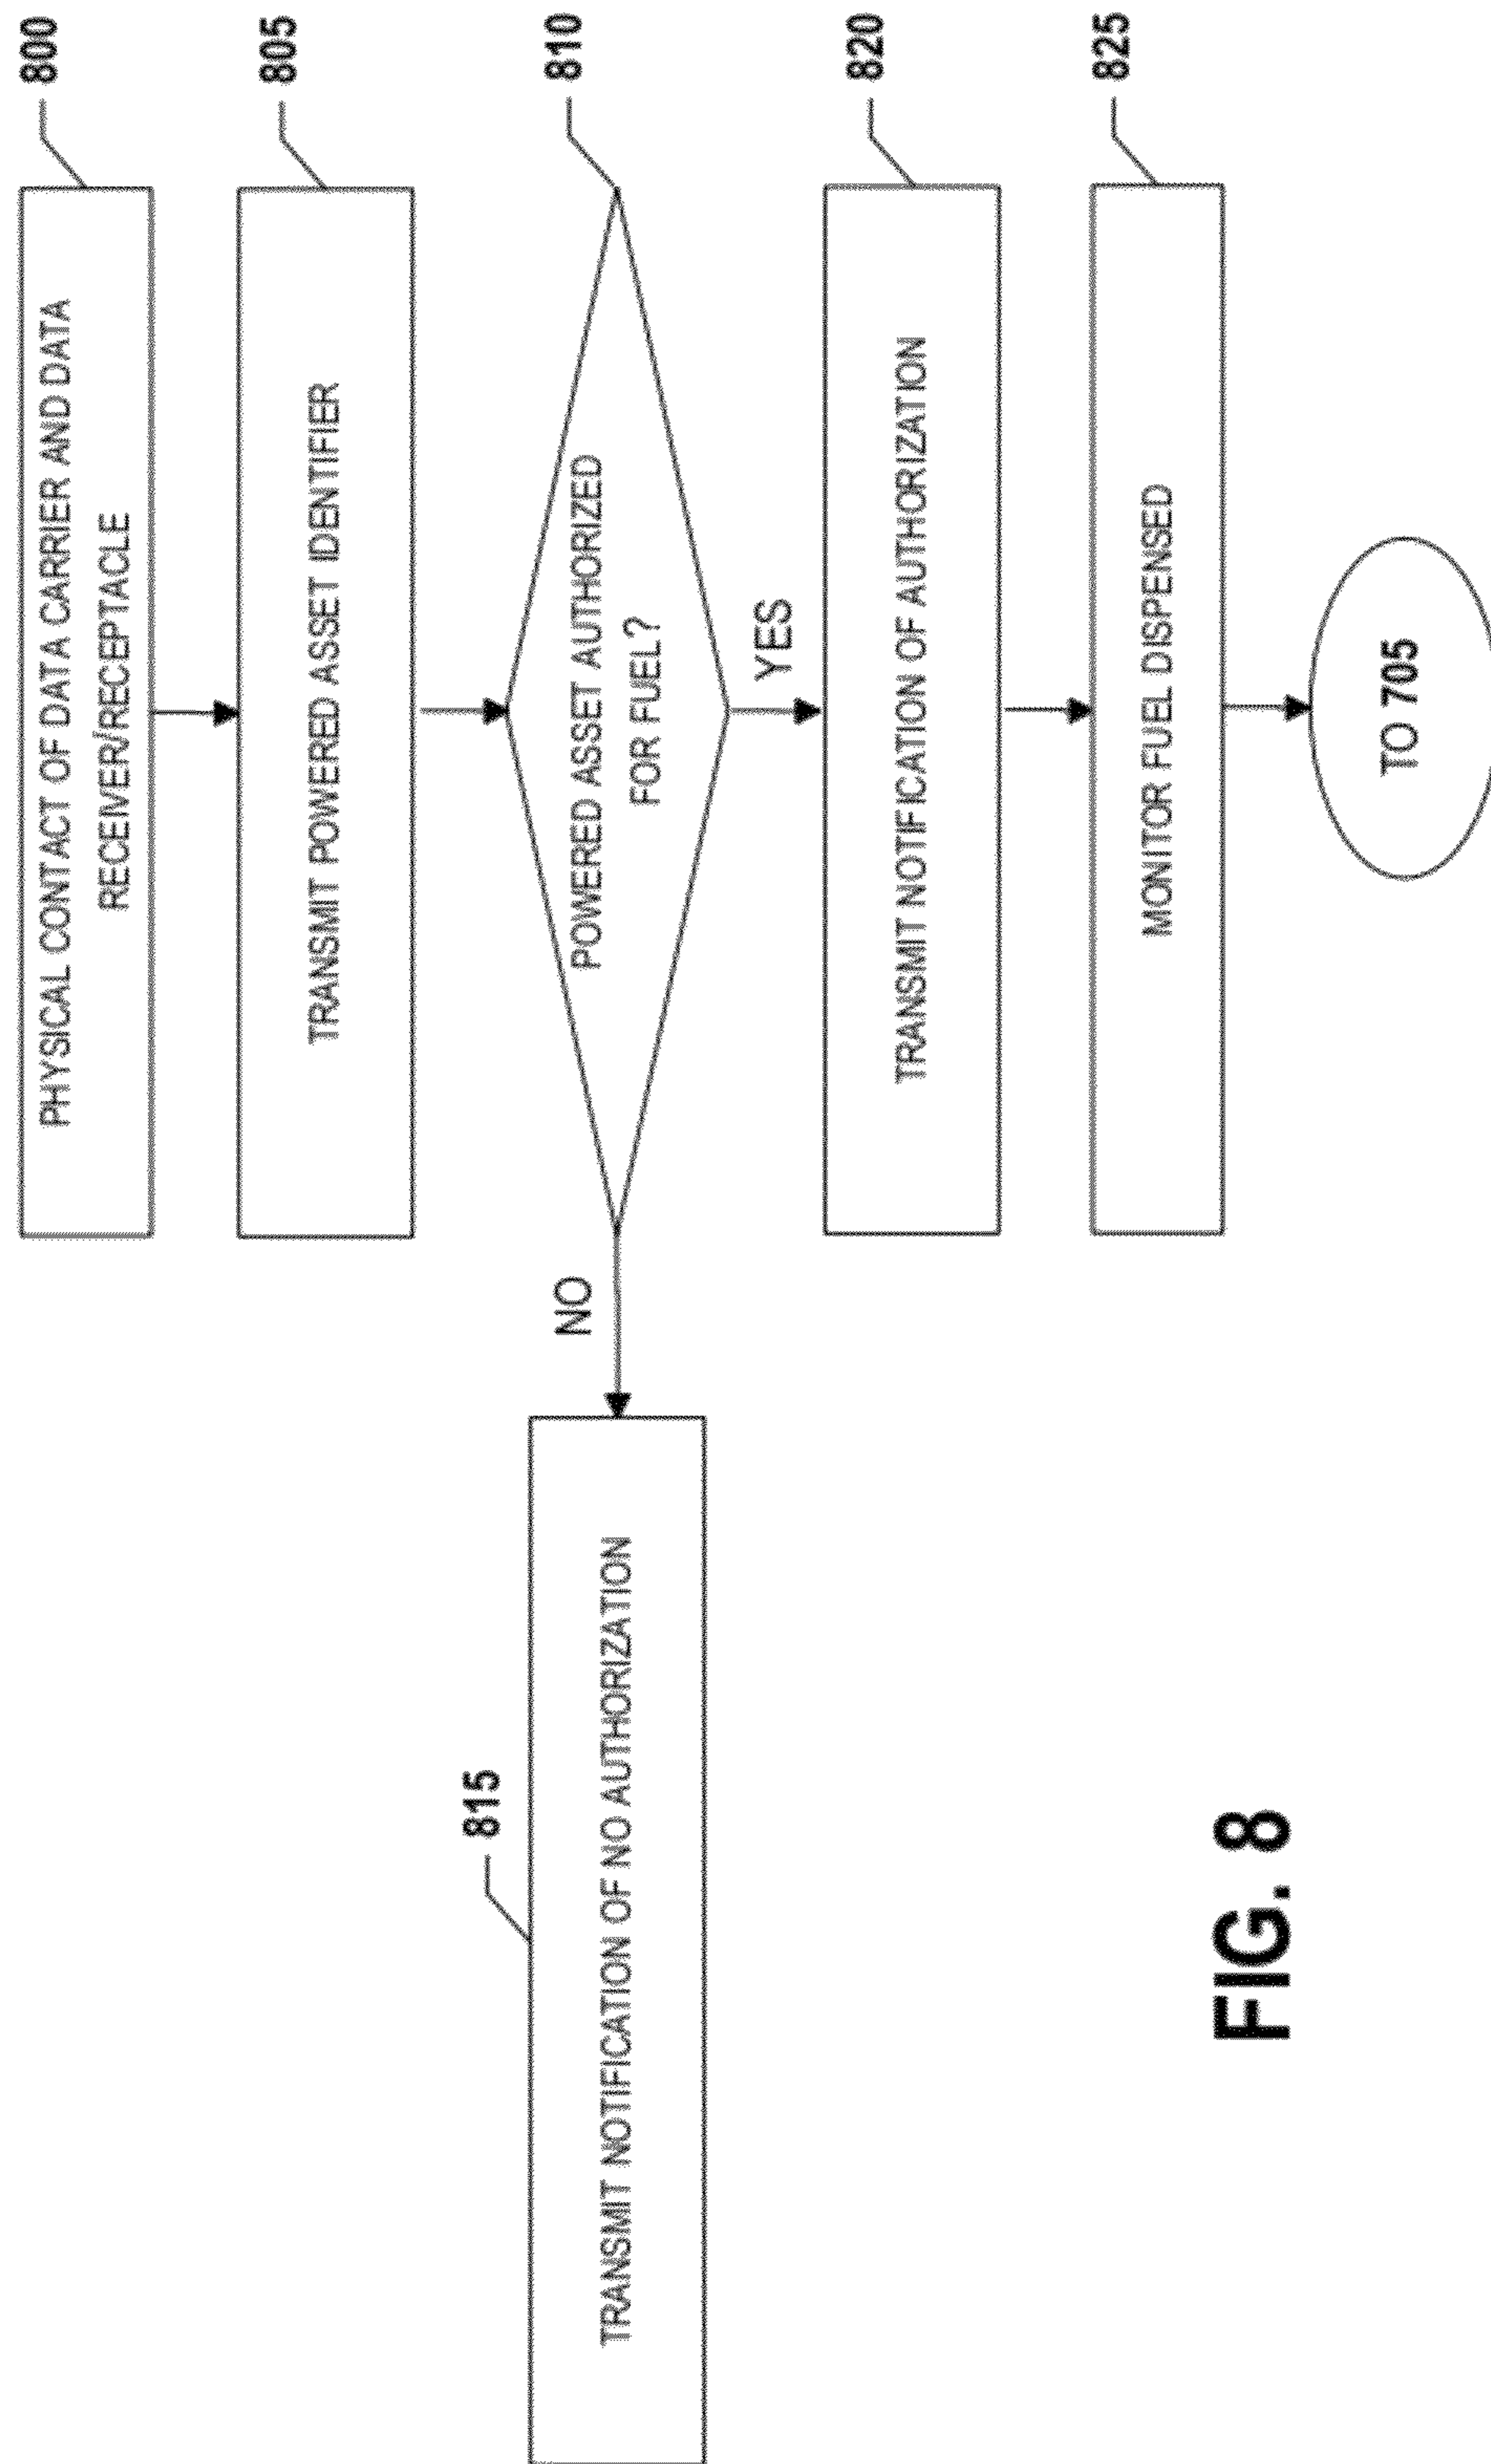 800
PHYSICAL CONTACT OF DATA CARRIER AND DATA
RECEIVER/RECEPTACLE
805
TRANSMIT POWERED ASSET IDENTIFIER
810
POWERED ASSET AUTHORIZED
FOR FUEL?
NO
815
TRANSMIT NOTIFICATION OF NO AUTHORIZATION
YES
820
TRANSMIT NOTIFICATION OF AUTHORIZATION
825
MONITOR FUEL DISPENSED
TO 705
FIG. 8